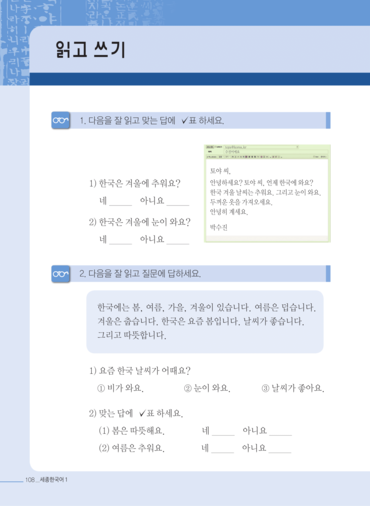 읽고 쓰기
1. 다음을 잘 읽고 맞는 답에 ✓표 하세요.
1) 한국은 겨울에 추워요?
네 ______ 아니요 ______
2) 한국은 겨울에 눈이 와요?
네 ______ 아니요 ______
토야 씨,
안녕하세요? 토야 씨. 언제 한국에 와요?
한국 겨울 날씨는 추워요. 그리고 눈이 와요.
두꺼운 옷을 가져오세요.
안녕히 계세요.
박수진
2. 다음을 잘 읽고 질문에 답하세요.
한국에는 봄, 여름, 가을, 겨울이 있습니다. 여름은 덥습니다.
겨울은 춥습니다. 한국은 요즘 봄입니다. 날씨가 좋습니다.
그리고 따뜻합니다.
1) 요즘 한국 날씨가 어때요?
① 비가 와요. ② 눈이 와요. ③ 날씨가 좋아요.
2) 맞는 답에 ✓표 하세요.
(1) 봄은 따뜻해요. 네 ______ 아니요 ______
(2) 여름은 추워요. 네 ______ 아니요 ______
108 _ 세종한국어 1